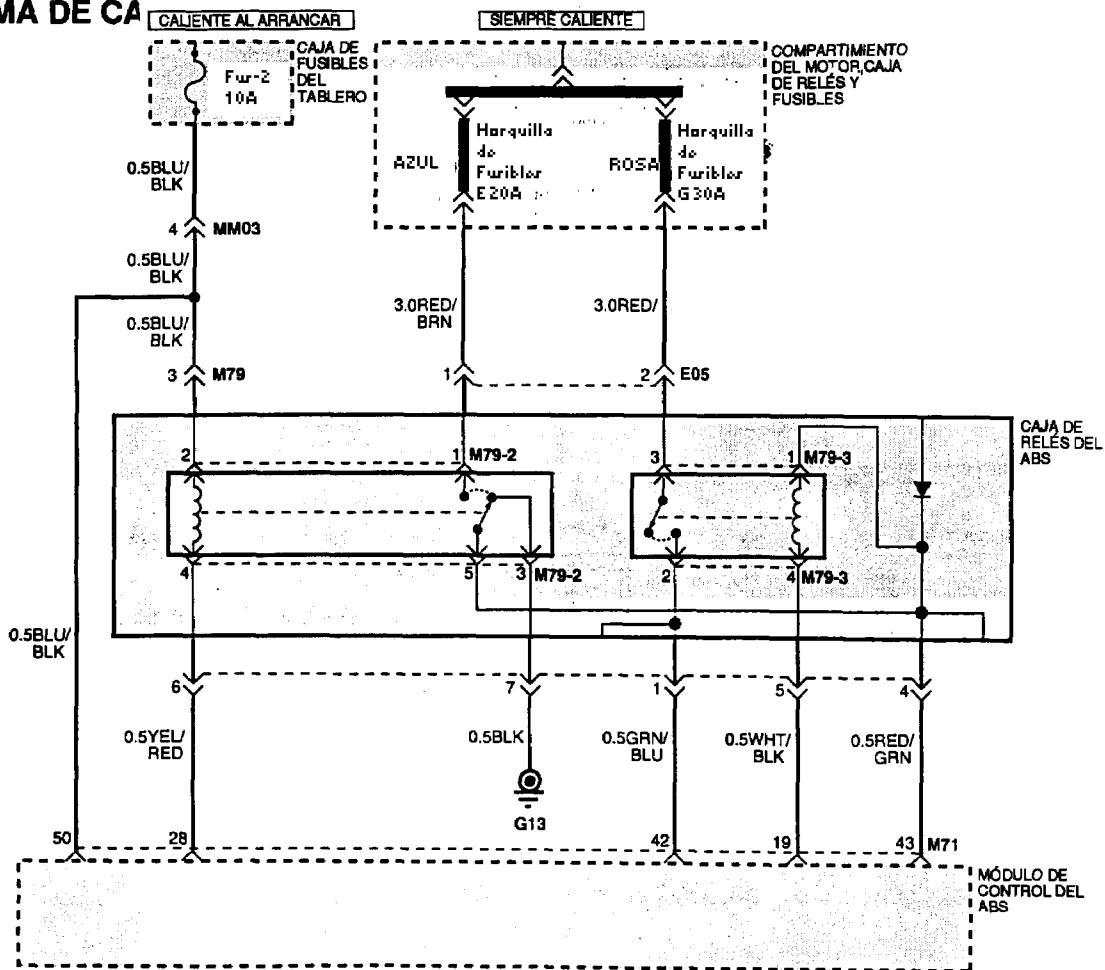 MA DE CA
CALIENTE AL ARRANCAR
SIEMPRE CALIENTE
CAJA DE
FUSIBLES
DEL
TABLERO
Fur-2
10A
COMPARTIMIENTO
DEL MOTOR,CAJA
DE RELÉS Y
FUSIBLES
AZUL
Horquilla
de
Furibler
E20A
ROSA
Horquilla
de
Furibler
G30A
0.5BLU/
BLK
4 MM03
0.5BLU/
BLK
0.5BLU/
BLK
3.0RED/
BRN
3.0RED/
3 M79
1
2 E05
CAJA DE
RELÉS DEL
ABS
2
1 M79-2
3
1 M79-3
4
5
3 M79-2
2
4 M79-3
0.5BLU/
BLK
6
7
1
5
4
0.5YEL/
RED
0.5BLK
0.5GRN/
BLU
0.5WHT/
BLK
0.5RED/
GRN
G13
50
28
42
19
43 M71
MÓDULO DE
CONTROL DEL
ABS